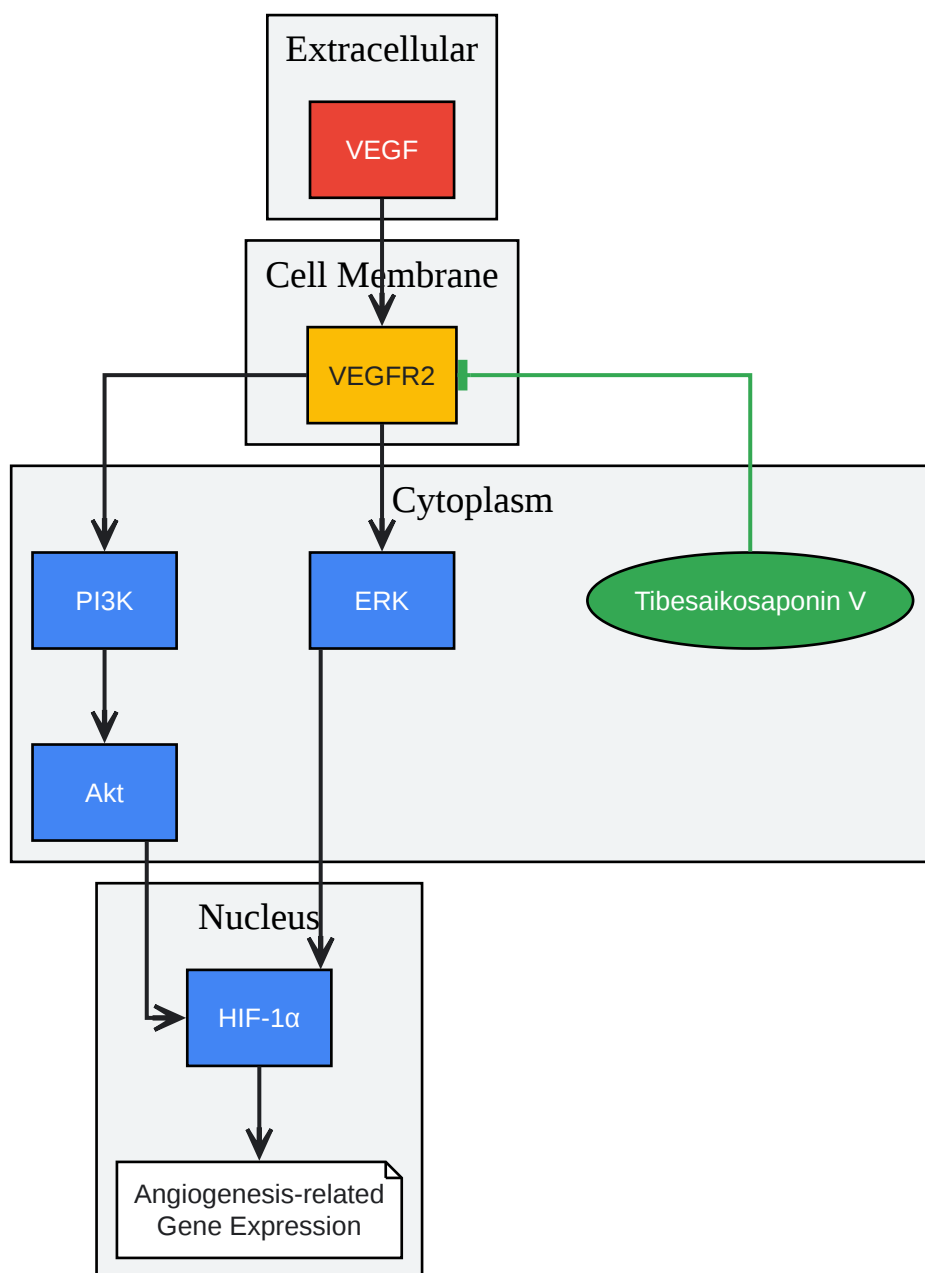 Extracellular
VEGF
Cell Membrane
VEGFR2
Cytoplasm
PI3K
ERK
Tibesaikosaponin V
Akt
Nucleus
HIF-1α
Angiogenesis-related
Gene Expression